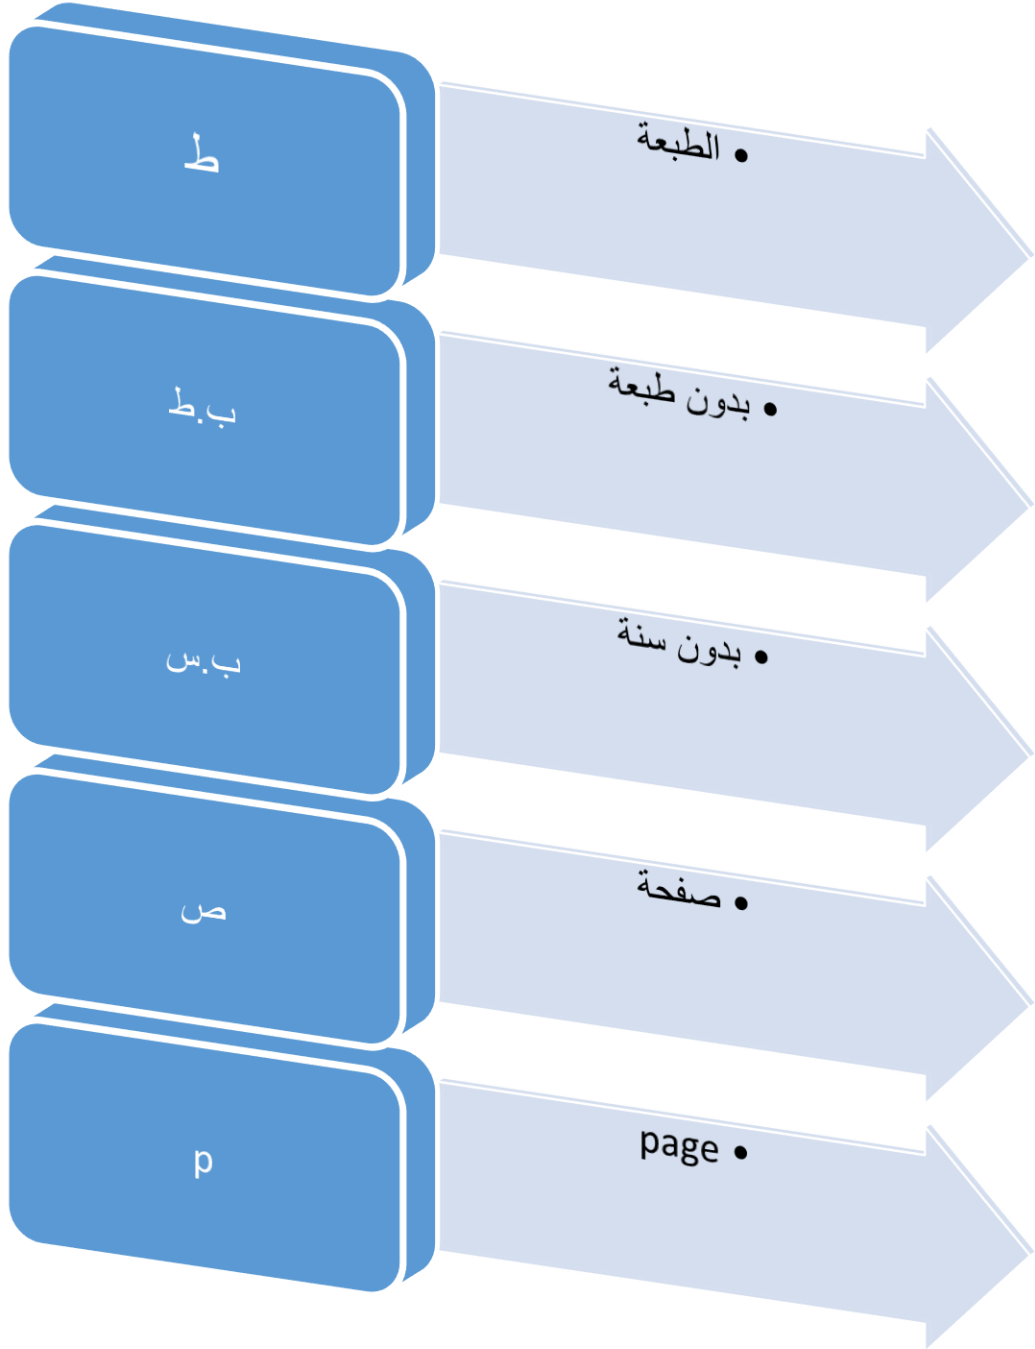 ط
• الطبعة
ب.ط
• بدون طبعة
ب.س
• بدون سنة
ص
• صفحة
p
• page